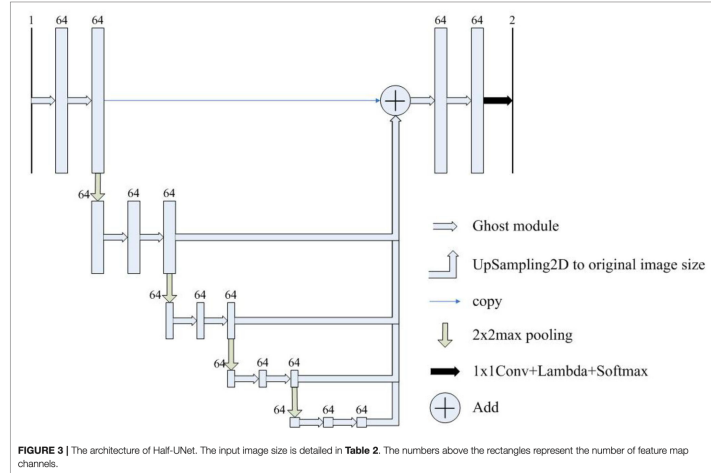 1 64 64 64 64 2
64 64 64
64 64 64
64 64 64
64 64 64
Ghost module
UpSampling2D to original image size
copy
2x2max pooling
1x1Conv+Lambda+Softmax
Add
FIGURE 3 | The architecture of Half-UNet. The input image size is detailed in Table 2. The numbers above the rectangles represent the number of feature map
channels.